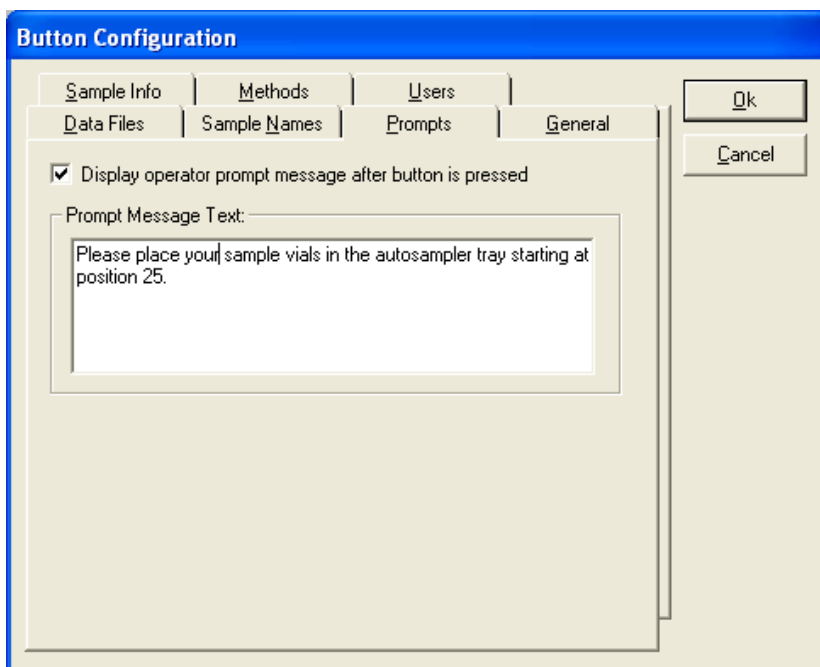 Button Configuration
Sample Info Methods Users
Data Files Sample Names Prompts General
Ok
Cancel
Display operator prompt message after button is pressed
Prompt Message Text:
Please place your sample vials in the autosampler tray starting at
position 25.